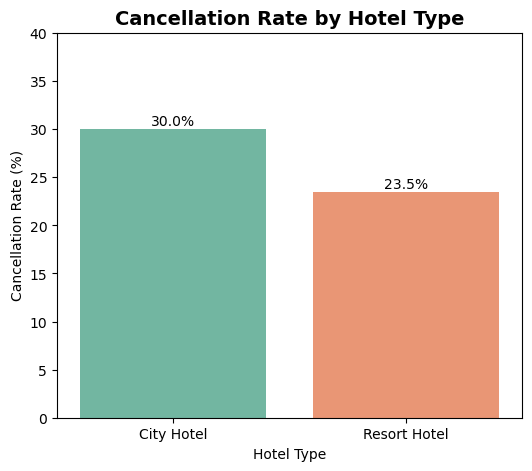 Cancellation Rate by Hotel Type
Cancellation Rate (%)
40
35
30
25
20
15
10
5
0
30.0%
23.5%
City Hotel
Resort Hotel
Hotel Type